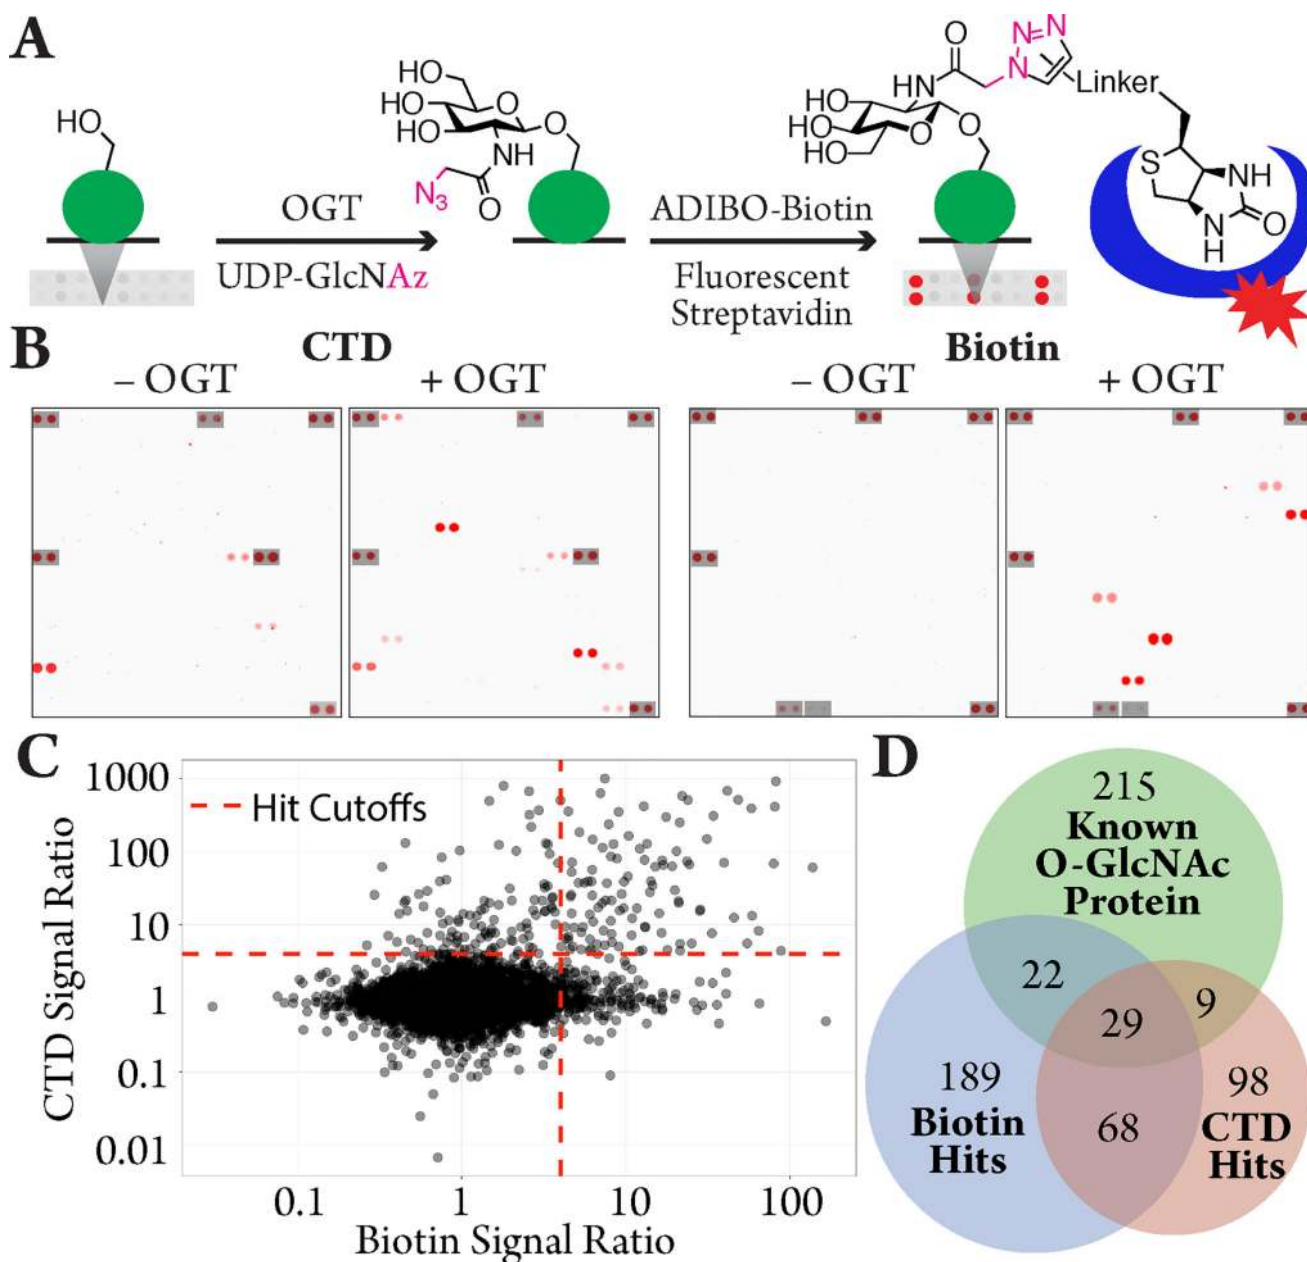 A
HO
OGT
UDP-GlcNAz
HO
HO
HO
O
O
NH
N3
O
ADIBO-Biotin
Fluorescent
Streptavidin
O
N=N
N
HN
Linker
HO
HO
HO
O
O
S
NH
N
H
O
B
CTD
Biotin
– OGT
+ OGT
– OGT
+ OGT
C
Hit Cutoffs
CTD Signal Ratio
1000
100
10
1
0.1
0.01
0.1
1
10
100
Biotin Signal Ratio
D
215
Known
O-GlcNAc
Protein
22
29
9
189
Biotin
Hits
68
98
CTD
Hits